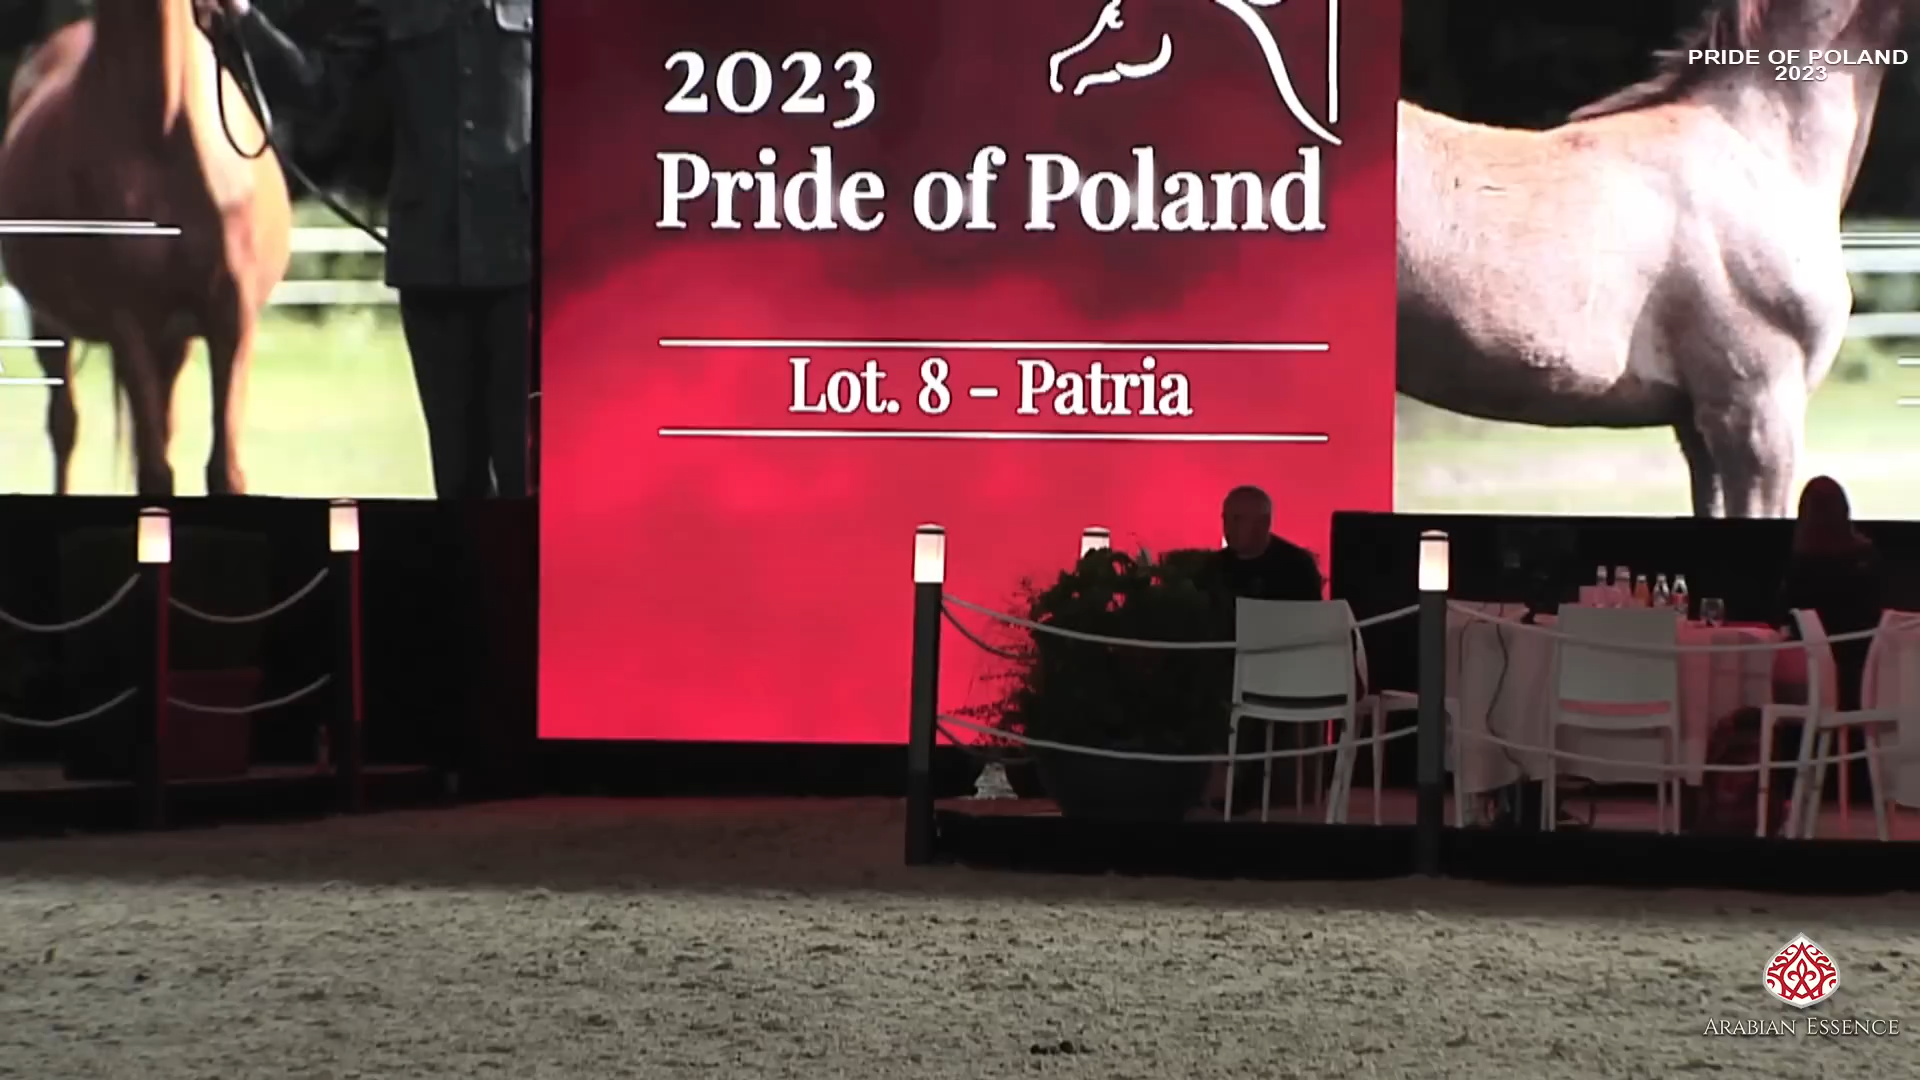 2023
Pride of Poland
Lot. 8 - Patria
PRIDE OF POLAND
2023
ARABIAN ESSENCE